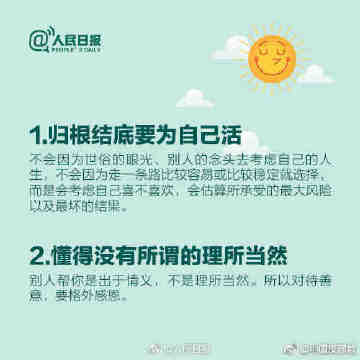 @人民日报
PEOPLE'S DAILY
1.归根结底要为自己活
不会因为世俗的眼光、别人的念头去考虑自己的人
生，不会因为走一条路比较容易或比较稳定就选择，
而是会考虑自己喜不喜欢，会估算所承受的最大风险
以及最坏的结果。
2.懂得没有所谓的理所当然
别人帮你是出于情义，不是理所当然。所以对待善
意，要格外感恩。
@人民日报